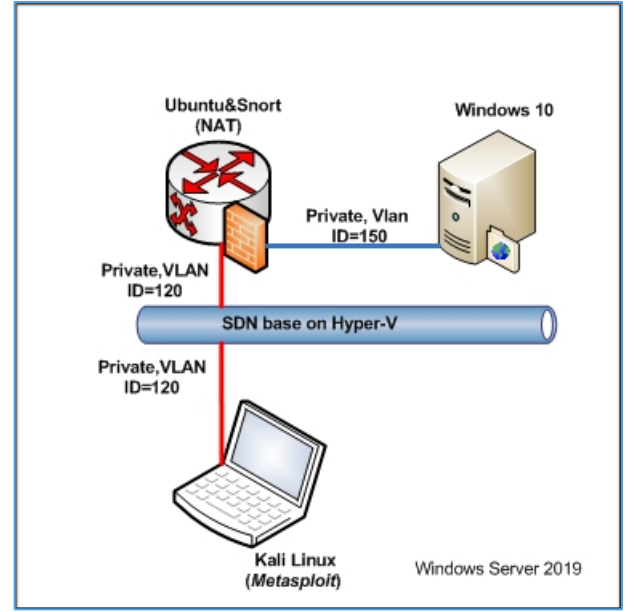 Ubuntu&Snort
(NAT)
Windows 10
Private, Vlan
ID=150
Private,VLAN
ID=120
SDN base on Hyper-V
Private,VLAN
ID=120
Kali Linux
(Metasploit)
Windows Server 2019